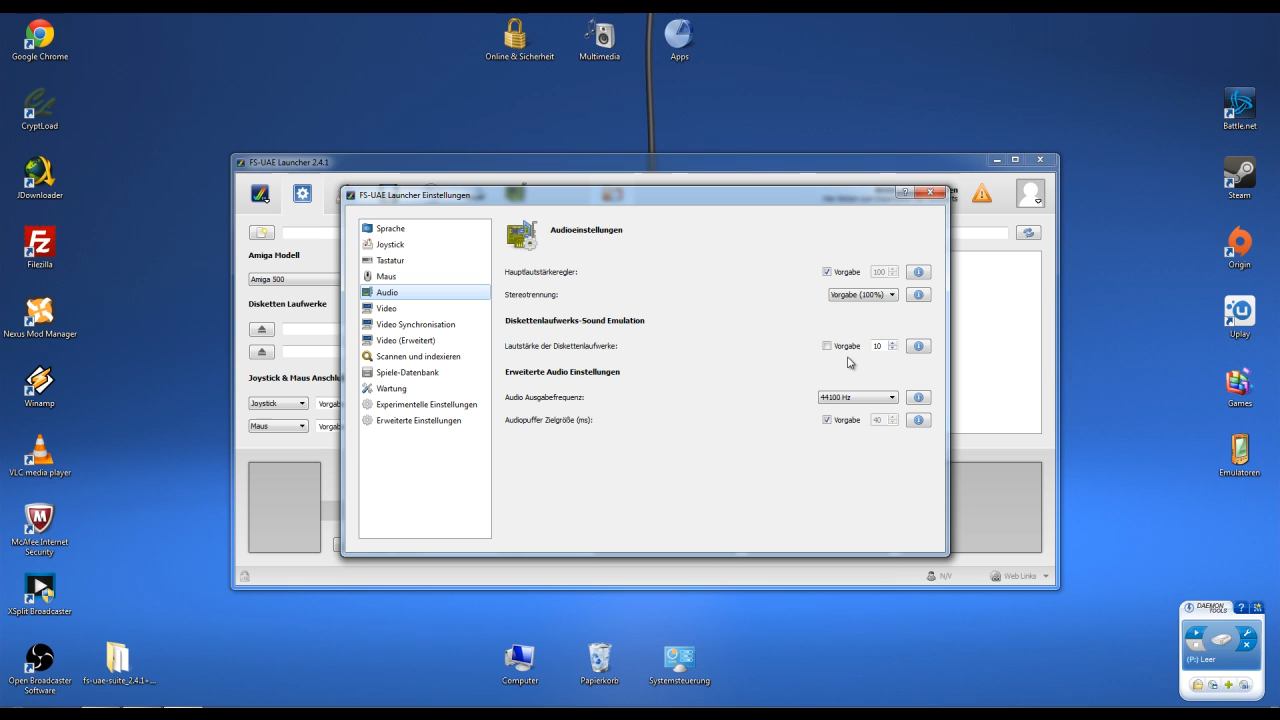 Google Chrome
Online & Sicherheit
Multimedia
Apps
CryptLoad
Battle.net
JDownloader
Steam
Filezilla
Origin
Nexus Mod Manager
Uplay
Winamp
Games
VLC media player
Emulatoren
McAfee Internet
Security
XSplit Broadcaster
Open Broadcaster
Software
fs-uae-suite_2.4.1-...
Computer
Papierkorb
Systemsteuerung
DAEMON
TOOLS
(P:) Leer
FS-UAE Launcher 2.4.1
Amiga Modell
Amiga 500
Disketten Laufwerke
Joystick & Maus Anschlü
Joystick
Vorgab
Maus
Vorgab
N/V
Web Links
FS-UAE Launcher Einstellungen
Sprache
Joystick
Tastatur
Maus
Audio
Video
Video Synchronisation
Video (Erweitert)
Scannen und indexieren
Spiele-Datenbank
Wartung
Experimentelle Einstellungen
Erweiterte Einstellungen
Audioeinstellungen
Hauptlautstärkeregler:
Vorgabe
100
Stereotrennung:
Vorgabe (100%)
Diskettenlaufwerks-Sound Emulation
Lautstärke der Diskettenlaufwerke:
Vorgabe
10
Erweiterte Audio Einstellungen
Audio Ausgabefrequenz:
44100 Hz
Audiopuffer Zielgröße (ms):
Vorgabe
40